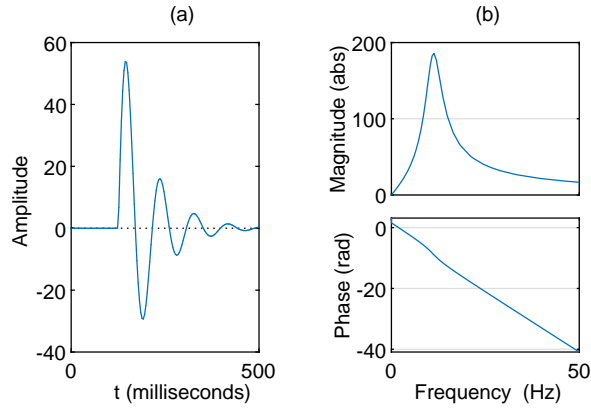 (a)
60
40
20
0
-20
-40
Amplitude
0
500
t (milliseconds)
(b)
200
100
0
Magnitude (abs)
0
-20
-40
Phase (rad)
0
50
Frequency (Hz)